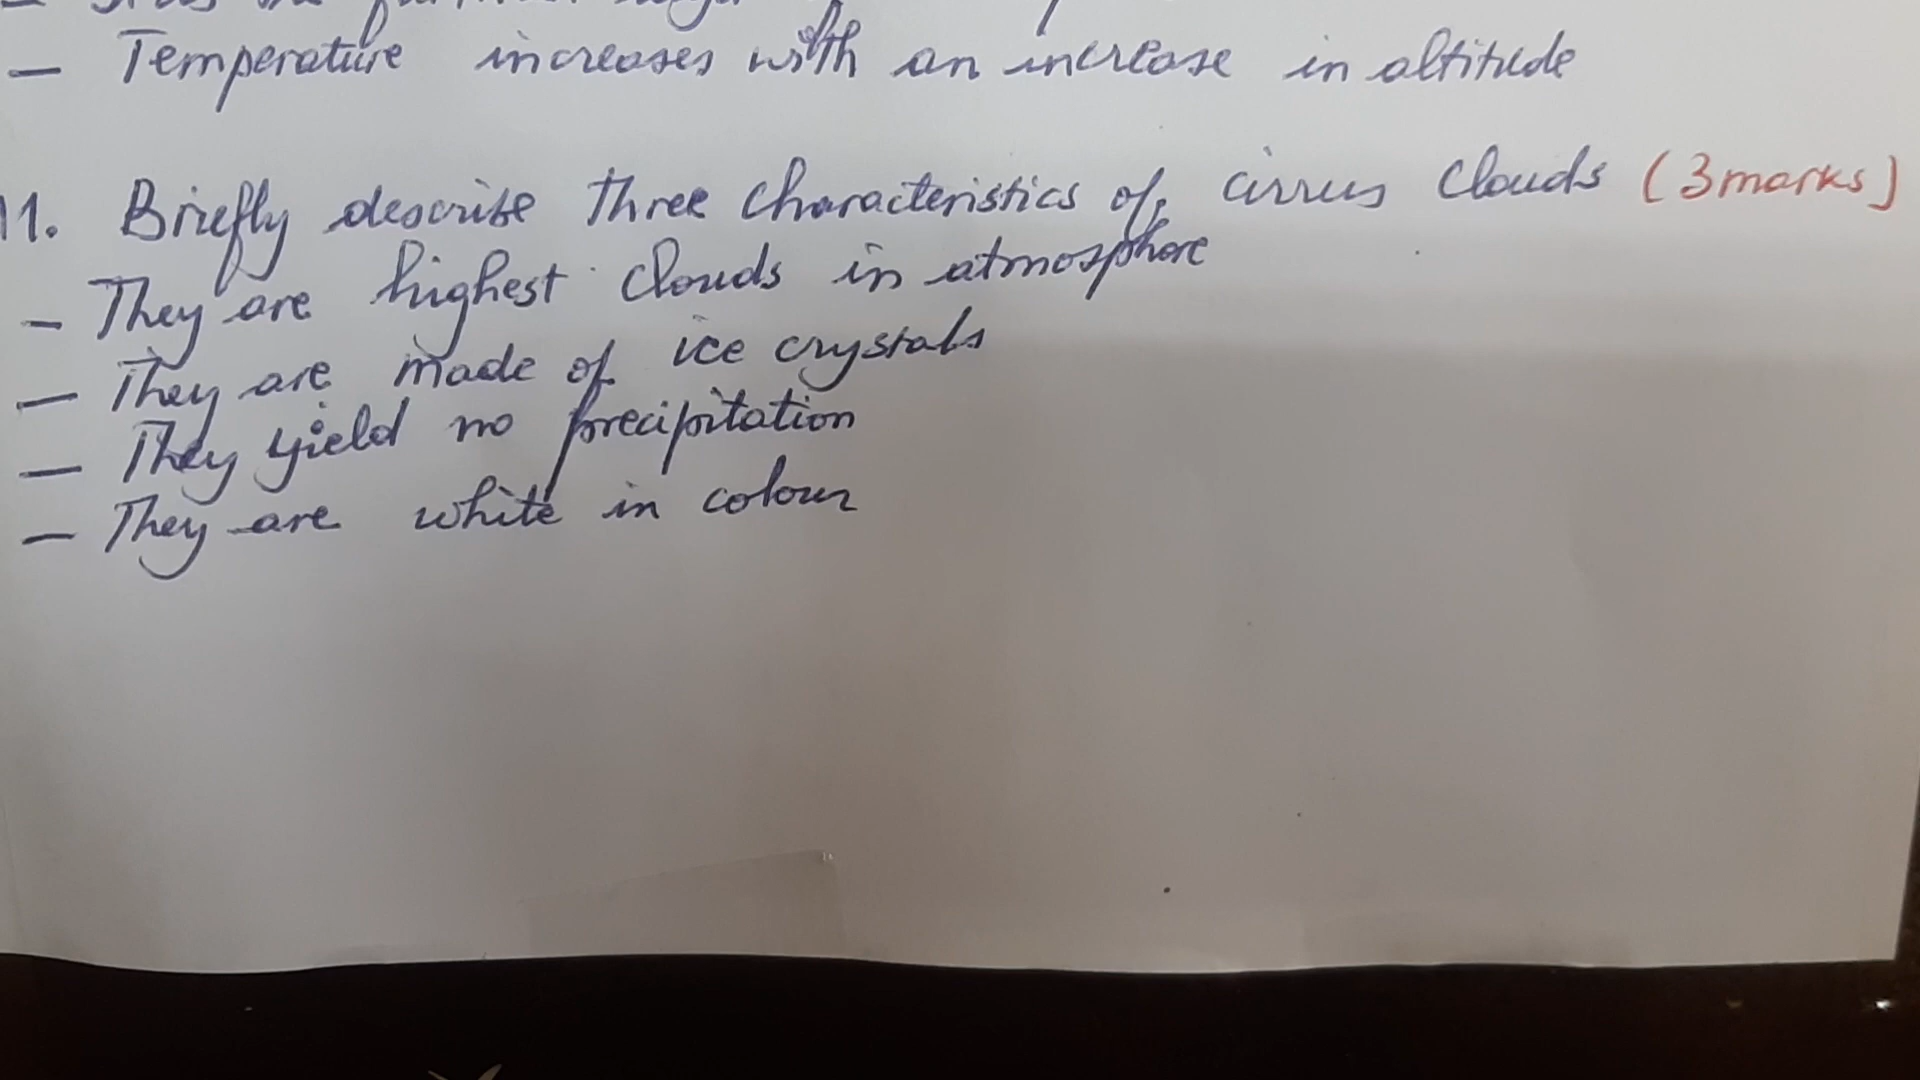 the
— Temperature increases with an increase in altitude
11. Briefly describe three characteristics of cirrus clouds (3marks)
— They are highest clouds in atmosphere
— They are made of ice crystals
— They yield no precipitation
— They are white in colour